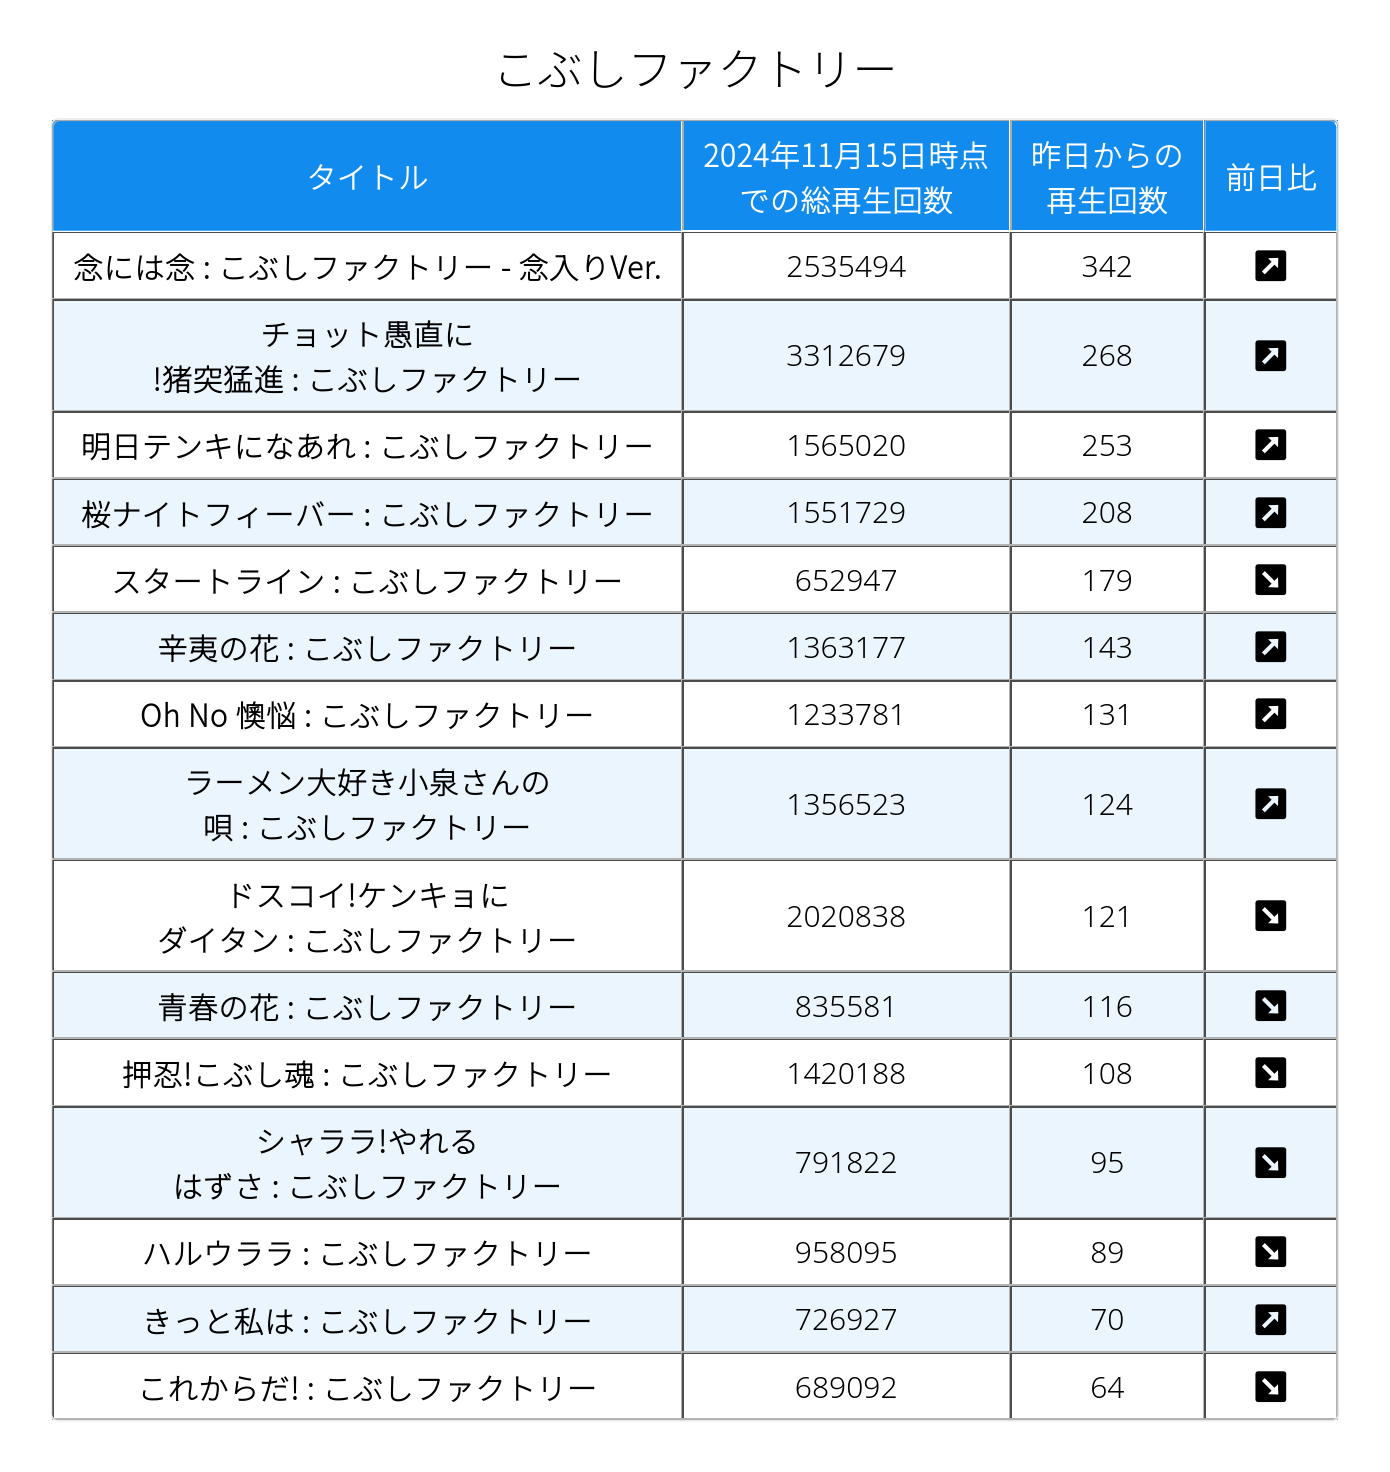 こぶしファクトリー
タイトル
2024年11月15日時点
での総再生回数
昨日からの
再生回数
前日比
念には念 : こぶしファクトリー - 念入りVer.
2535494
342
チョット愚直に
!猪突猛進 : こぶしファクトリー
3312679
268
明日テンキになあれ : こぶしファクトリー
1565020
253
桜ナイトフィーバー : こぶしファクトリー
1551729
208
スタートライン : こぶしファクトリー
652947
179
辛夷の花 : こぶしファクトリー
1363177
143
Oh No 懊悩 : こぶしファクトリー
1233781
131
ラーメン大好き小泉さんの
唄 : こぶしファクトリー
1356523
124
ドスコイ!ケンキョに
ダイタン : こぶしファクトリー
2020838
121
青春の花 : こぶしファクトリー
835581
116
押忍!こぶし魂 : こぶしファクトリー
1420188
108
シャララ!やれる
はずさ : こぶしファクトリー
791822
95
ハルウララ : こぶしファクトリー
958095
89
きっと私は : こぶしファクトリー
726927
70
これからだ! : こぶしファクトリー
689092
64